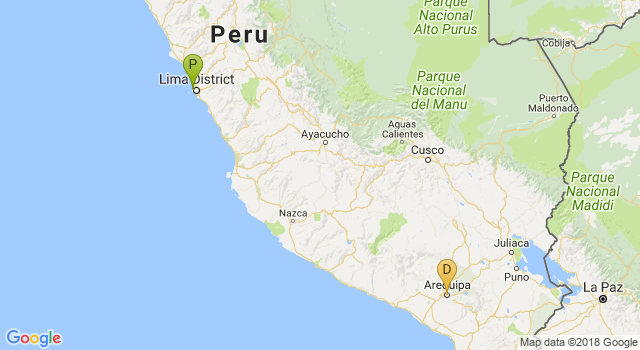 Parque
Nacional
Alto Purus
Peru
Cobija
P
Lima District
Parque
Nacional
del Manu
Puerto
Maldonado
Ayacucho
Aguas
Calientes
Cusco
Parque
Nacional
Madidi
Nazca
Juliaca
D
Puno
Arequipa
La Paz
Google
Map data ©2018 Google